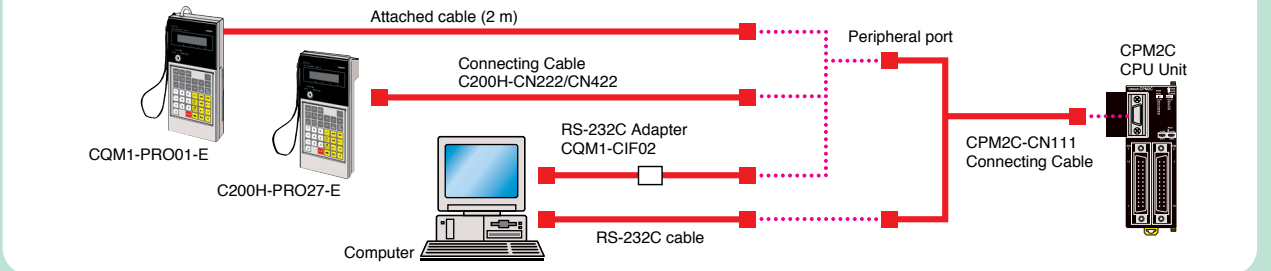 Attached cable (2 m)
Connecting Cable
C200H-CN222/CN422
Peripheral port
CPM2C
CPU Unit
RS-232C Adapter
CQM1-CIF02
CQM1-PRO01-E
C200H-PRO27-E
CPM2C-CN111
Connecting Cable
RS-232C cable
Computer